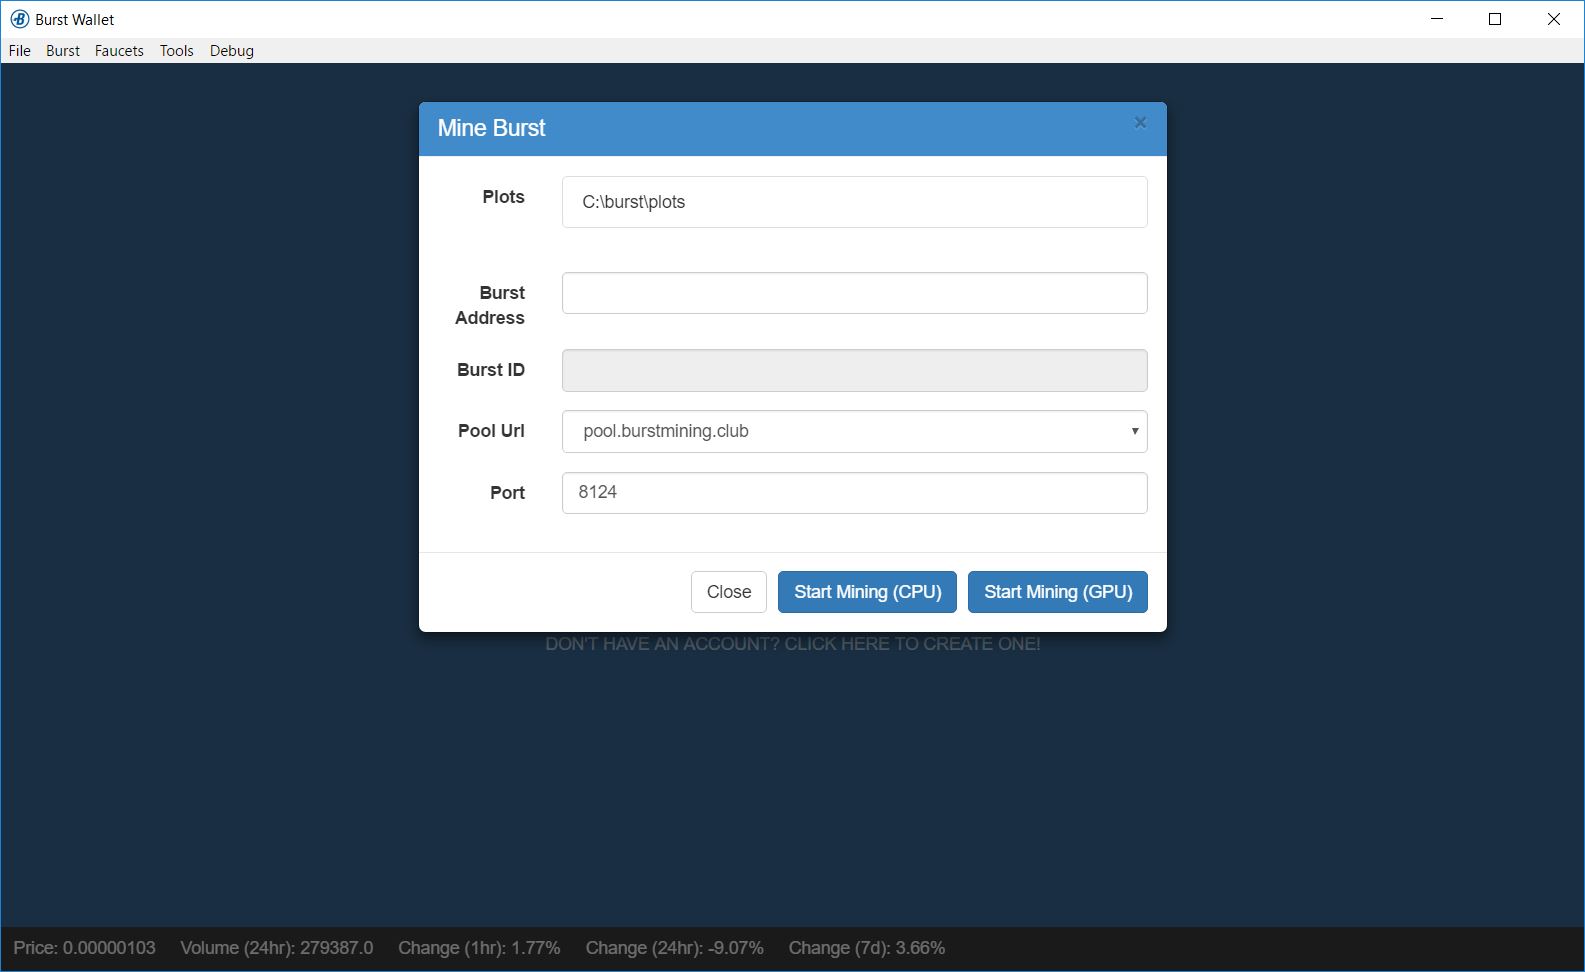 Burst Wallet
File Burst Faucets Tools Debug
Mine Burst ×
Plots C:\burst\plots
Burst
Address
Burst ID
Pool Url pool.burstmining.club
Port 8124
Close Start Mining (CPU) Start Mining (GPU)
DON'T HAVE AN ACCOUNT? CLICK HERE TO CREATE ONE!
Price: 0.00000103 Volume (24hr): 279387.0 Change (1hr): 1.77% Change (24hr): -9.07% Change (7d): 3.66%